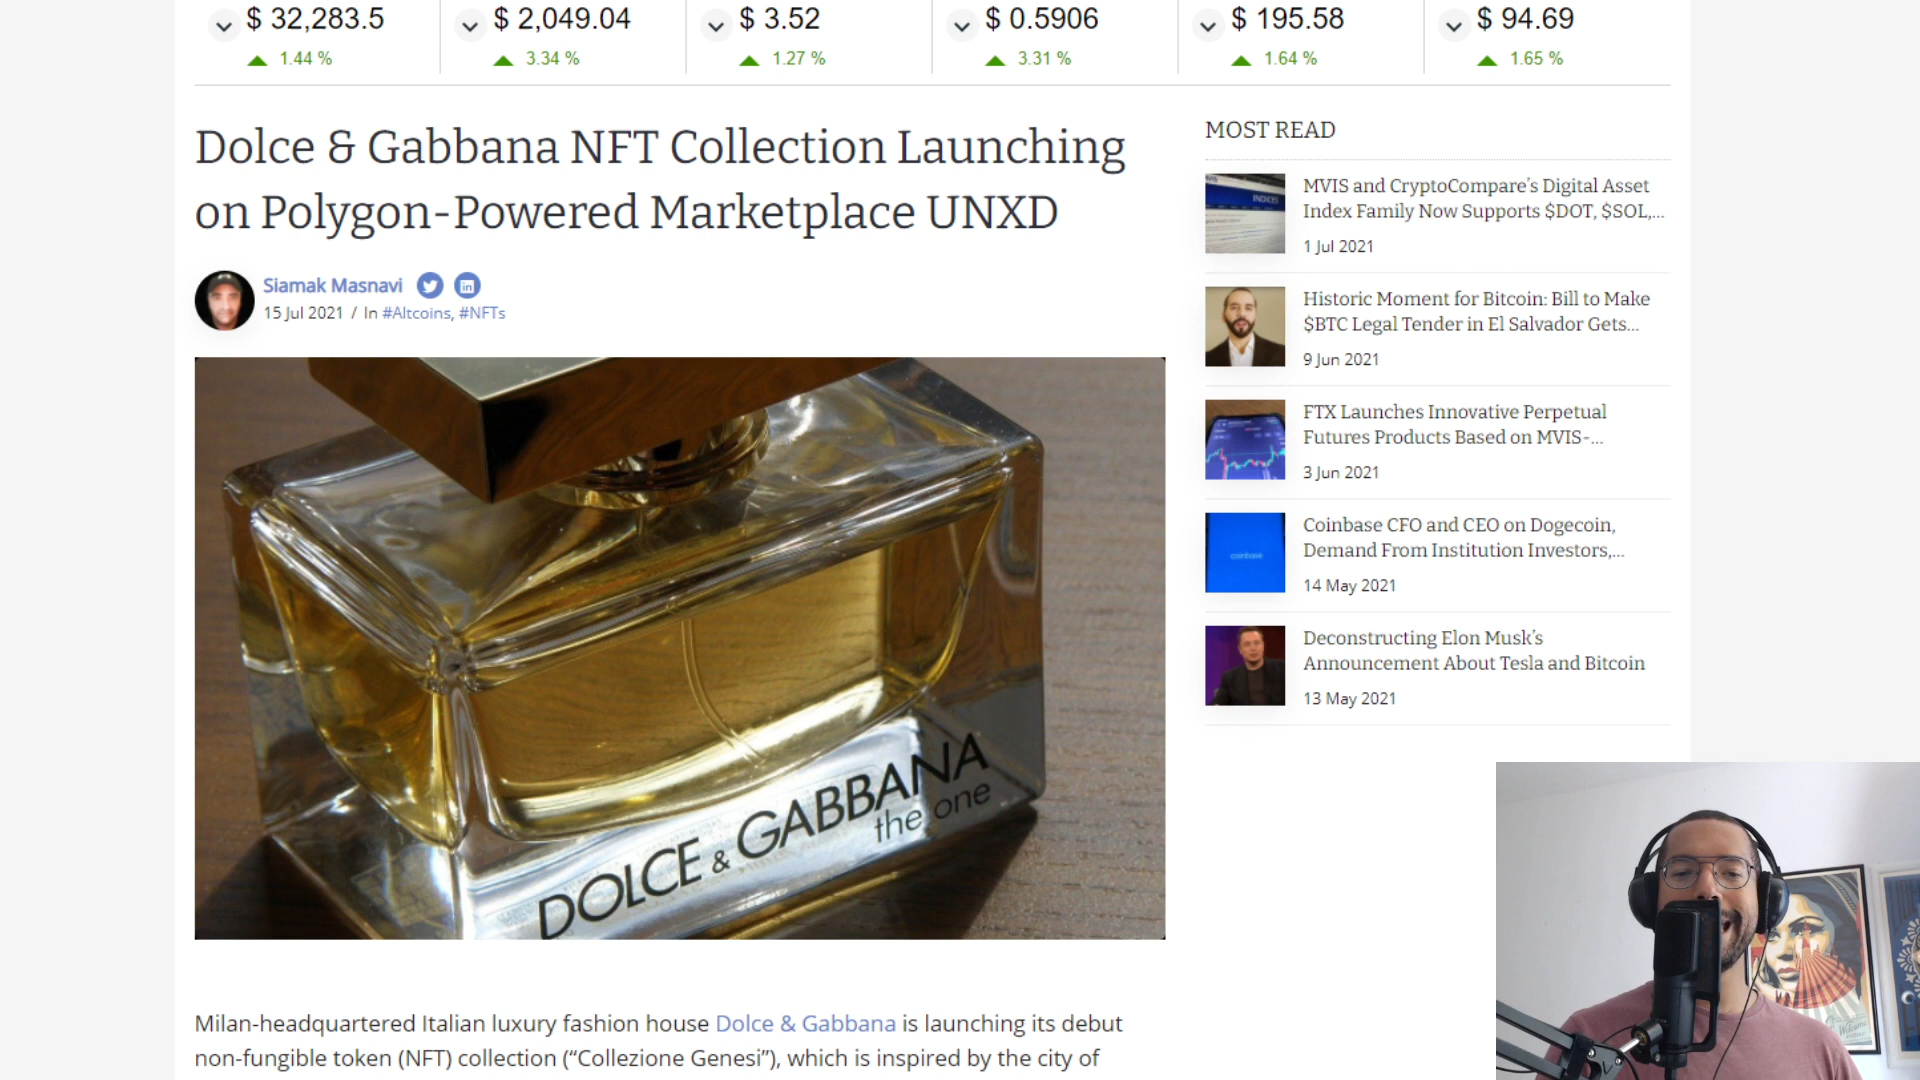 $ 32,283.5
1.44 %
$ 2,049.04
3.34 %
$ 3.52
1.27 %
$ 0.5906
3.31 %
$ 195.58
1.64 %
$ 94.69
1.65 %
Dolce & Gabbana NFT Collection Launching
on Polygon-Powered Marketplace UNXD
Siamak Masnavi
15 Jul 2021 / In #Altcoins, #NFTs
DOLCE & GABBANA
the one
Milan-headquartered Italian luxury fashion house Dolce & Gabbana is launching its debut
non-fungible token (NFT) collection (“Collezione Genesi”), which is inspired by the city of
MOST READ
INDICES
MVIS and CryptoCompare’s Digital Asset
Index Family Now Supports $DOT, $SOL,...
1 Jul 2021
Historic Moment for Bitcoin: Bill to Make
$BTC Legal Tender in El Salvador Gets...
9 Jun 2021
FTX Launches Innovative Perpetual
Futures Products Based on MVIS-...
3 Jun 2021
coinbase
Coinbase CFO and CEO on Dogecoin,
Demand From Institution Investors,...
14 May 2021
Deconstructing Elon Musk’s
Announcement About Tesla and Bitcoin
13 May 2021